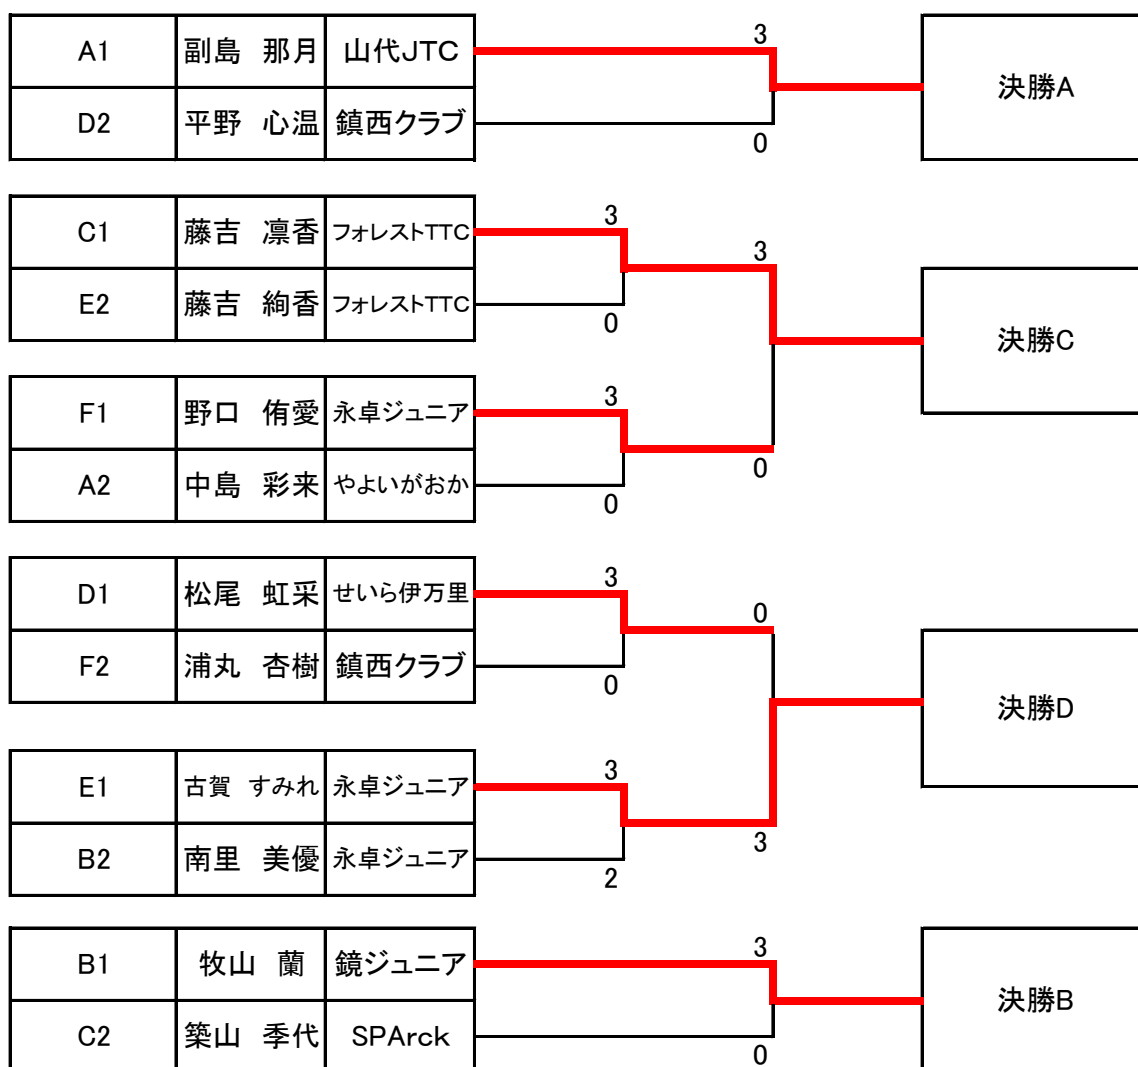 A1 副島 那月 山代JTC 3
決勝A
D2 平野 心温 鎮西クラブ 0
C1 藤吉 凛香 フォレストTTC 3
3
E2 藤吉 絢香 フォレストTTC 0
決勝C
F1 野口 侑愛 永卓ジュニア 3
0
A2 中島 彩来 やよいがおか 0
D1 松尾 虹采 せいら伊万里 3
0
F2 浦丸 杏樹 鎮西クラブ 0
決勝D
E1 古賀 すみれ 永卓ジュニア 3
3
B2 南里 美優 永卓ジュニア 2
B1 牧山 蘭 鏡ジュニア 3
決勝B
C2 築山 季代 SPArck 0